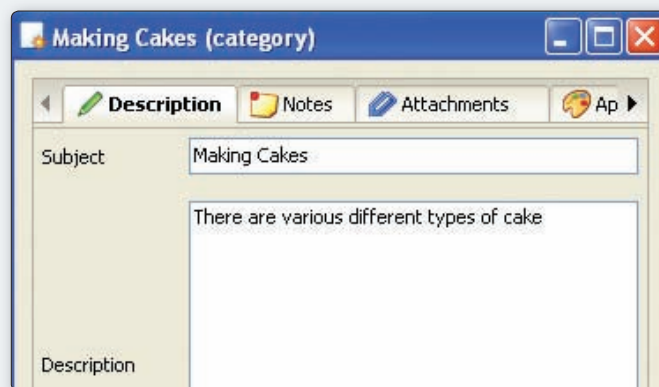 Making Cakes (category)
Description Notes Attachments Ap
Subject Making Cakes
There are various different types of cake
Description